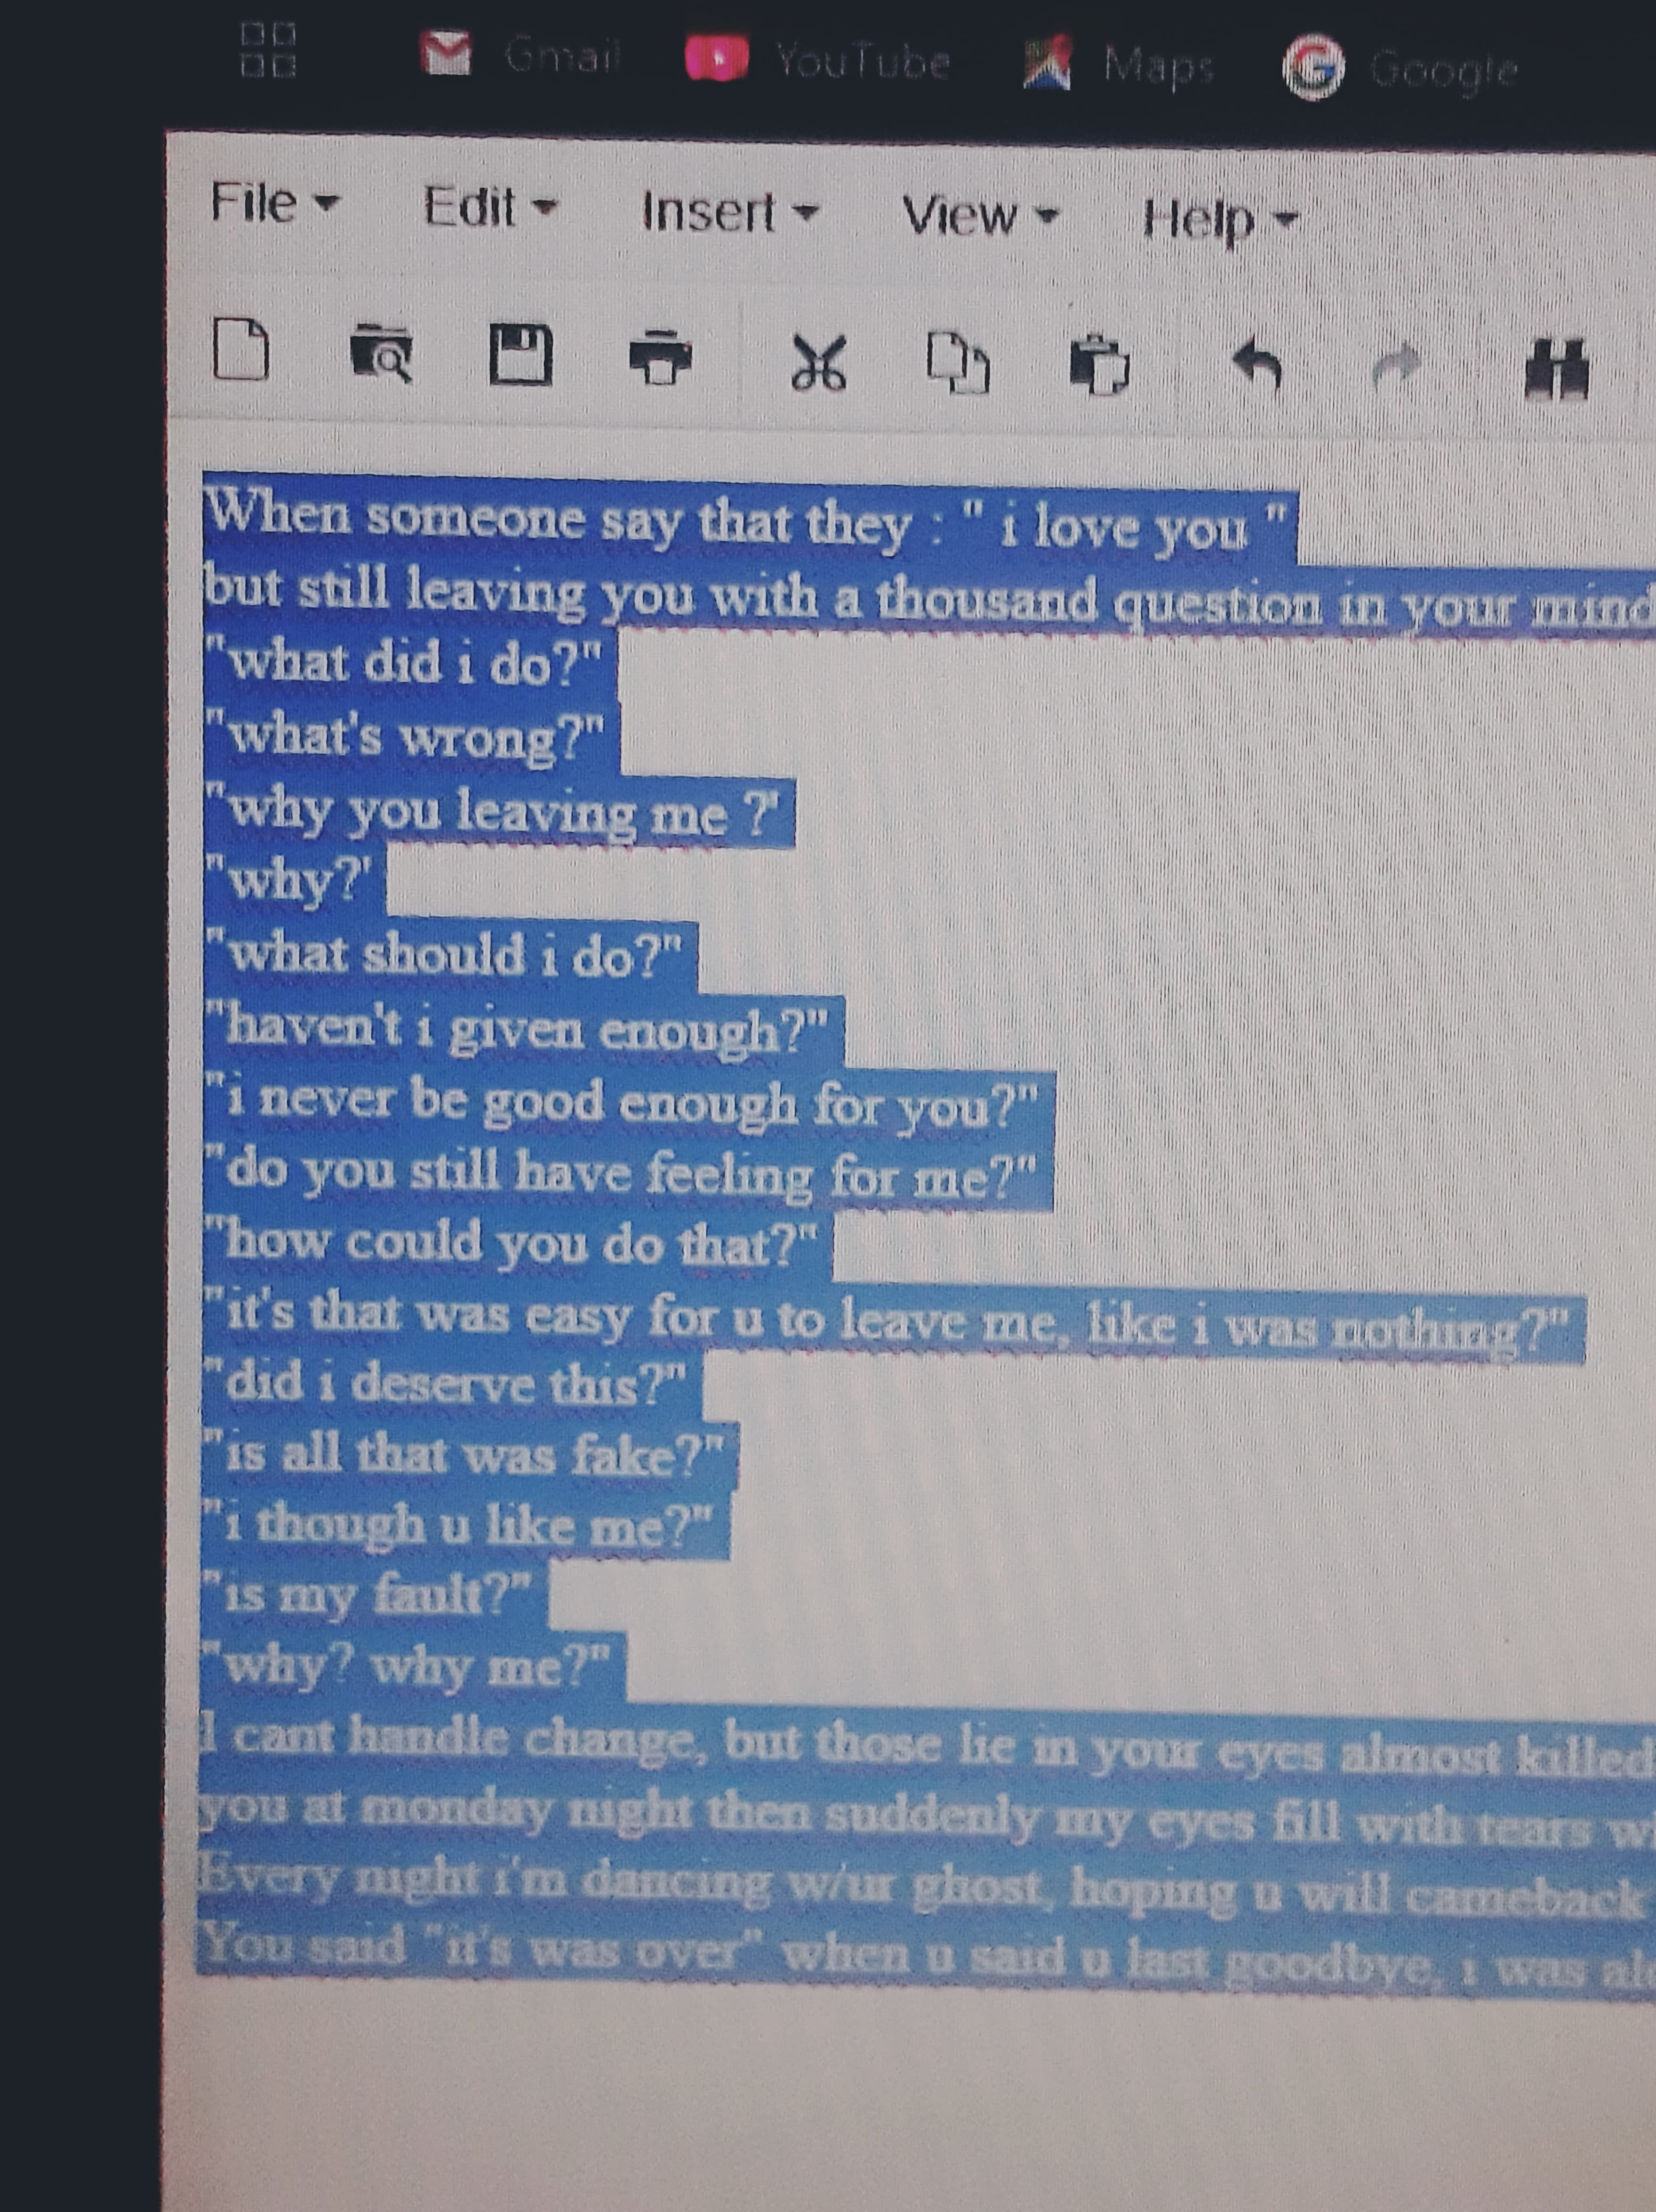 Gmail YouTube Maps Google
File Edit Insert View Help
When someone say that they : " i love you "
but still leaving you with a thousand question in your mind
"what did i do?"
"what's wrong?"
"why you leaving me ?'
"why?'
"what should i do?"
"haven't i given enough?"
"i never be good enough for you?"
"do you still have feeling for me?"
"how could you do that?"
"it's that was easy for u to leave me, like i was nothing?"
"did i deserve this?"
"is all that was fake?"
"i though u like me?"
"is my fault?"
"why? why me?"
I cant handle change, but those lie in your eyes almost killed
you at monday night then suddenly my eyes fill with tears
Every night i'm dancing w/ur ghost, hoping u will cameback
You said "it's was over" when u said u last goodbye, i was